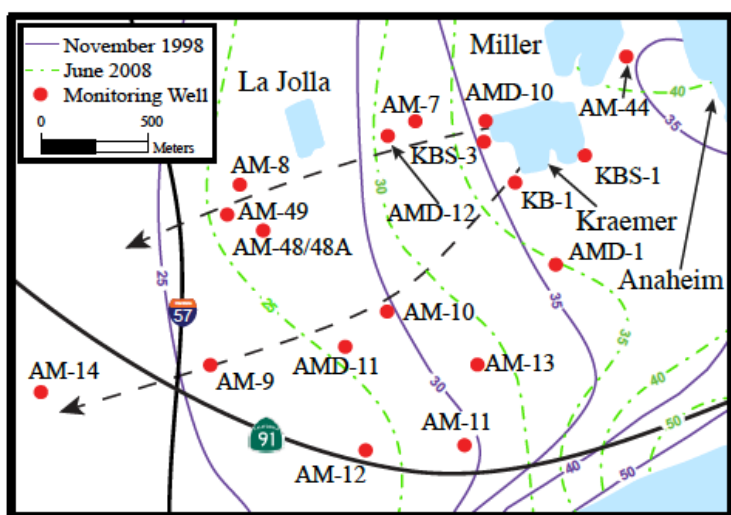 November 1998
June 2008
Monitoring Well
0 500
Meters
Miller
La Jolla
AM-7
AMD-10
AM-44
40
35
AM-8
KBS-3
KBS-1
30
AMD-12
KB-1
Kraemer
AM-49
AM-48/48A
AMD-1
Anaheim
25
25
35
57
AM-10
35
AM-14
AM-9
AMD-11
AM-13
30
40
50
91
AM-12
AM-11
40
50